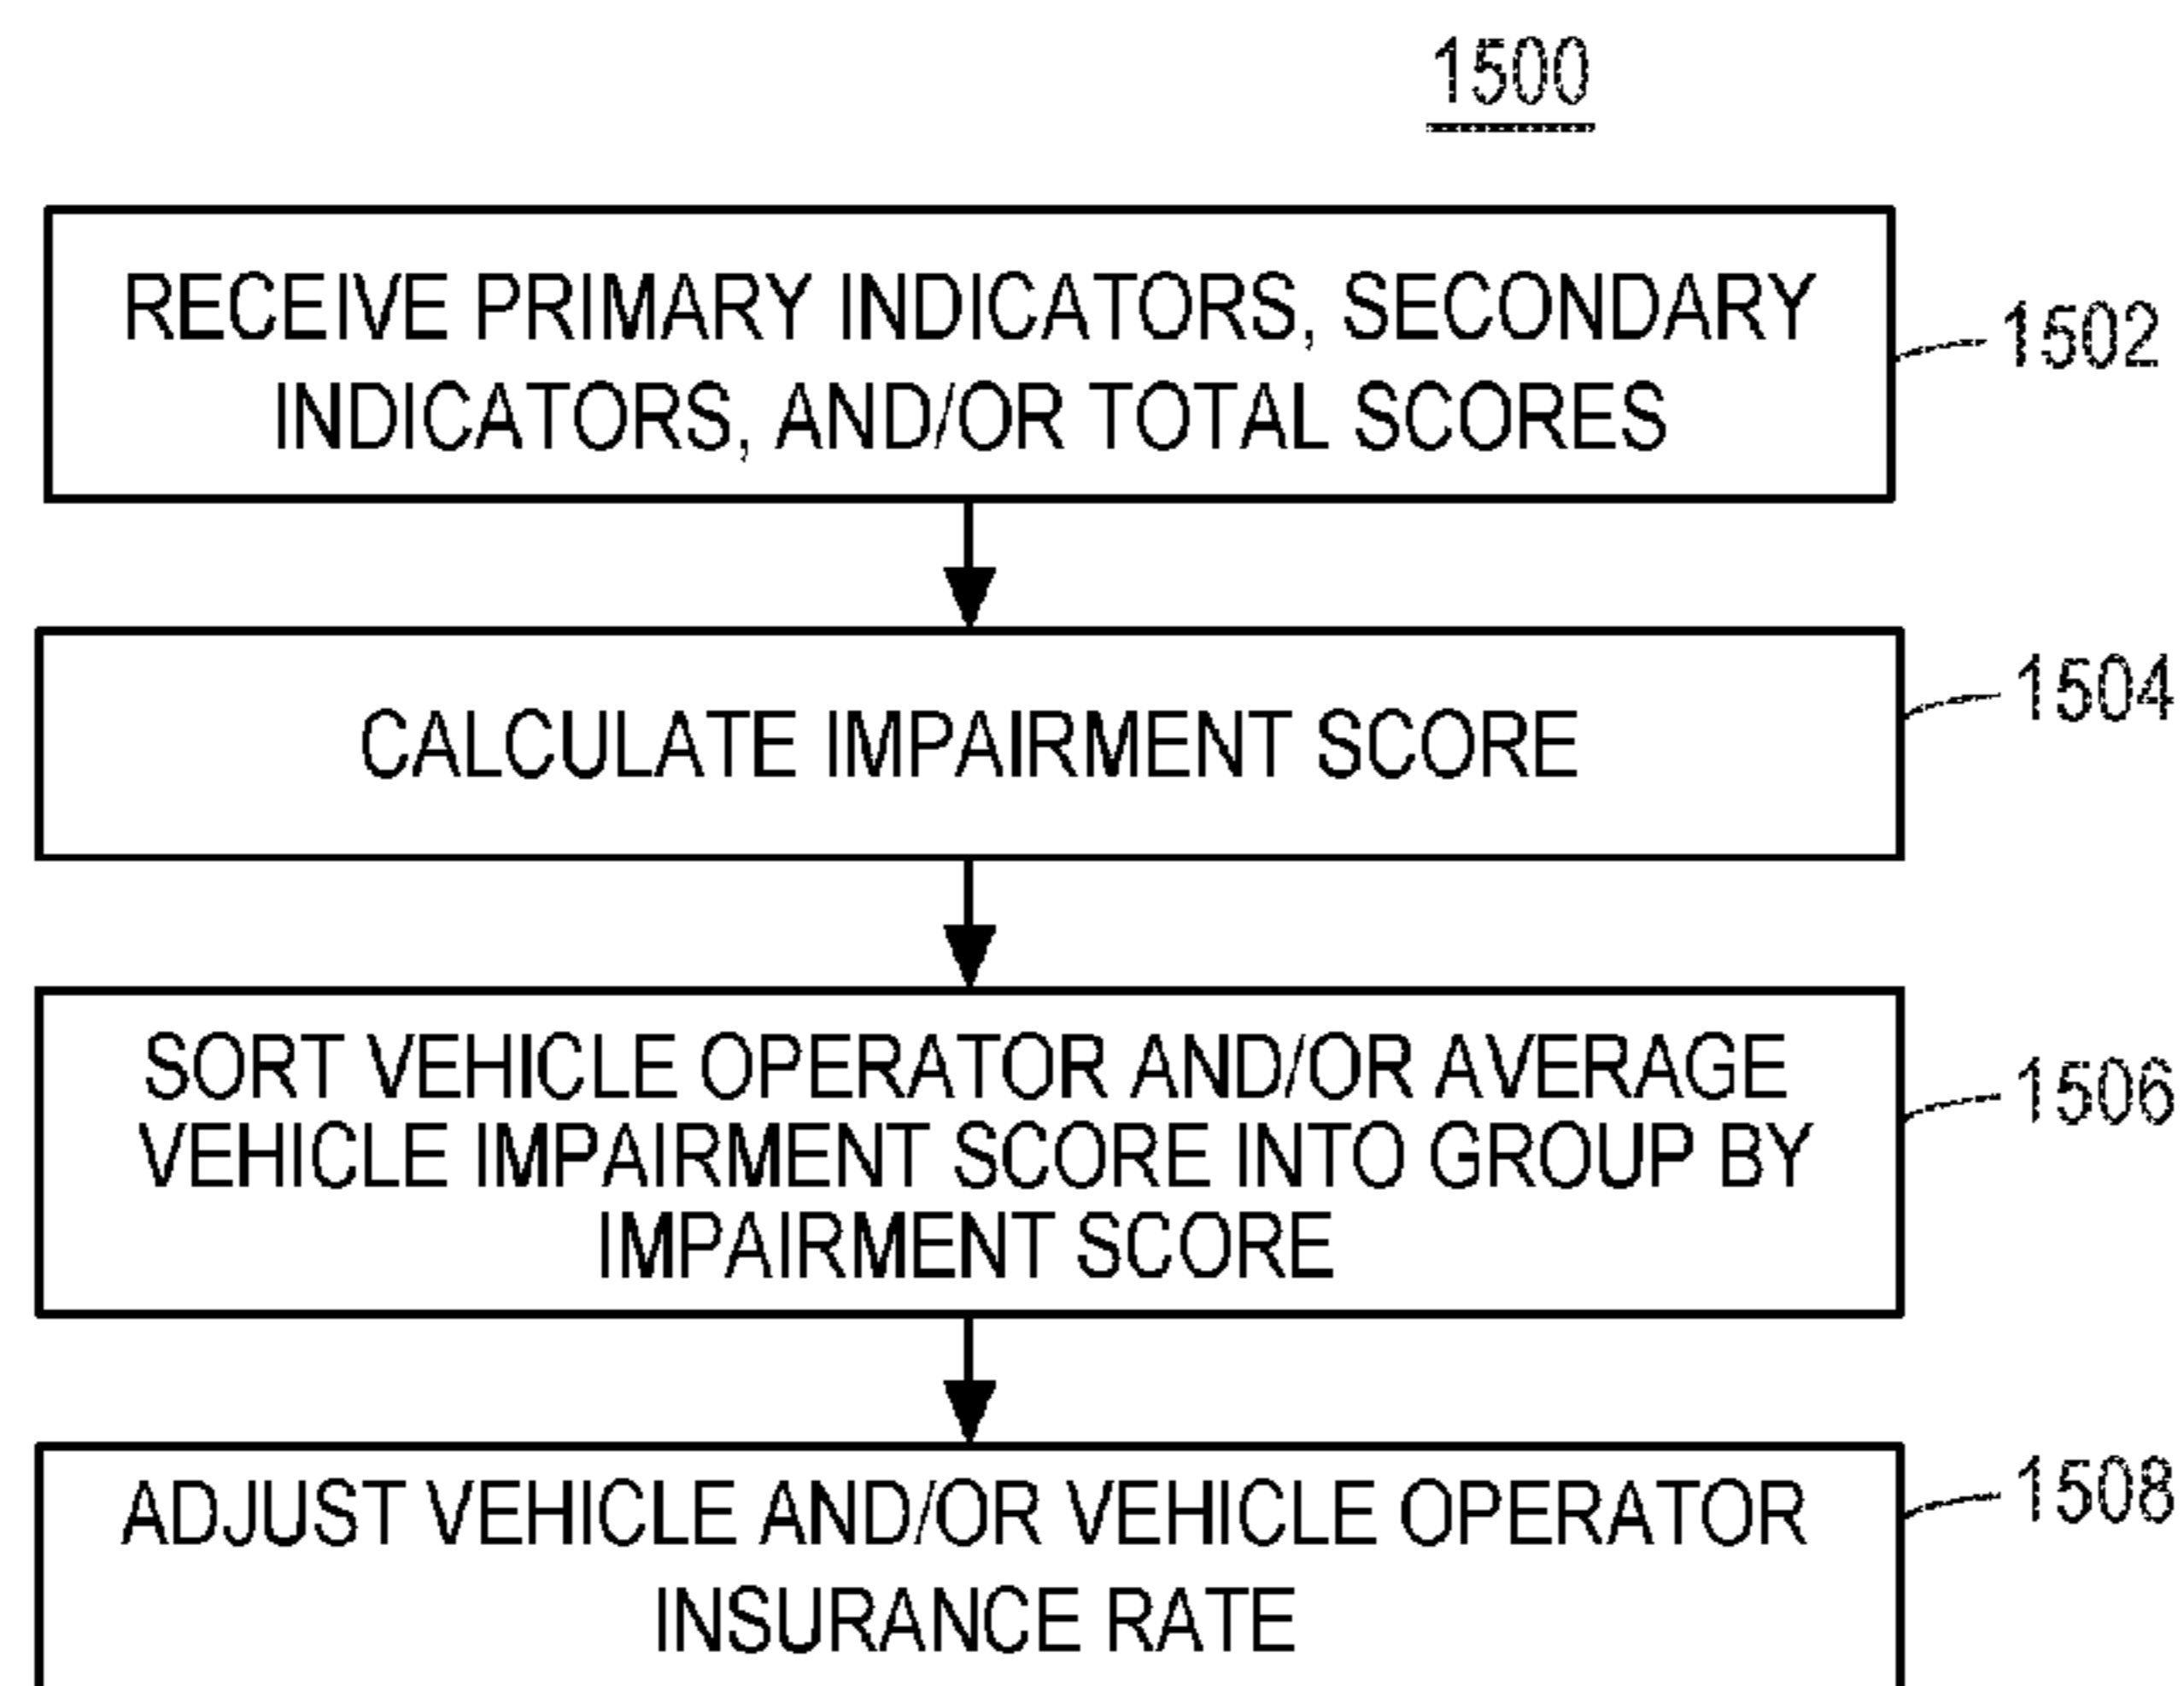 1500
RECEIVE PRIMARY INDICATORS, SECONDARY
INDICATORS, AND/OR TOTAL SCORES
1502
CALCULATE IMPAIRMENT SCORE
1504
SORT VEHICLE OPERATOR AND/OR AVERAGE
VEHICLE IMPAIRMENT SCORE INTO GROUP BY
IMPAIRMENT SCORE
1506
ADJUST VEHICLE AND/OR VEHICLE OPERATOR
INSURANCE RATE
1508